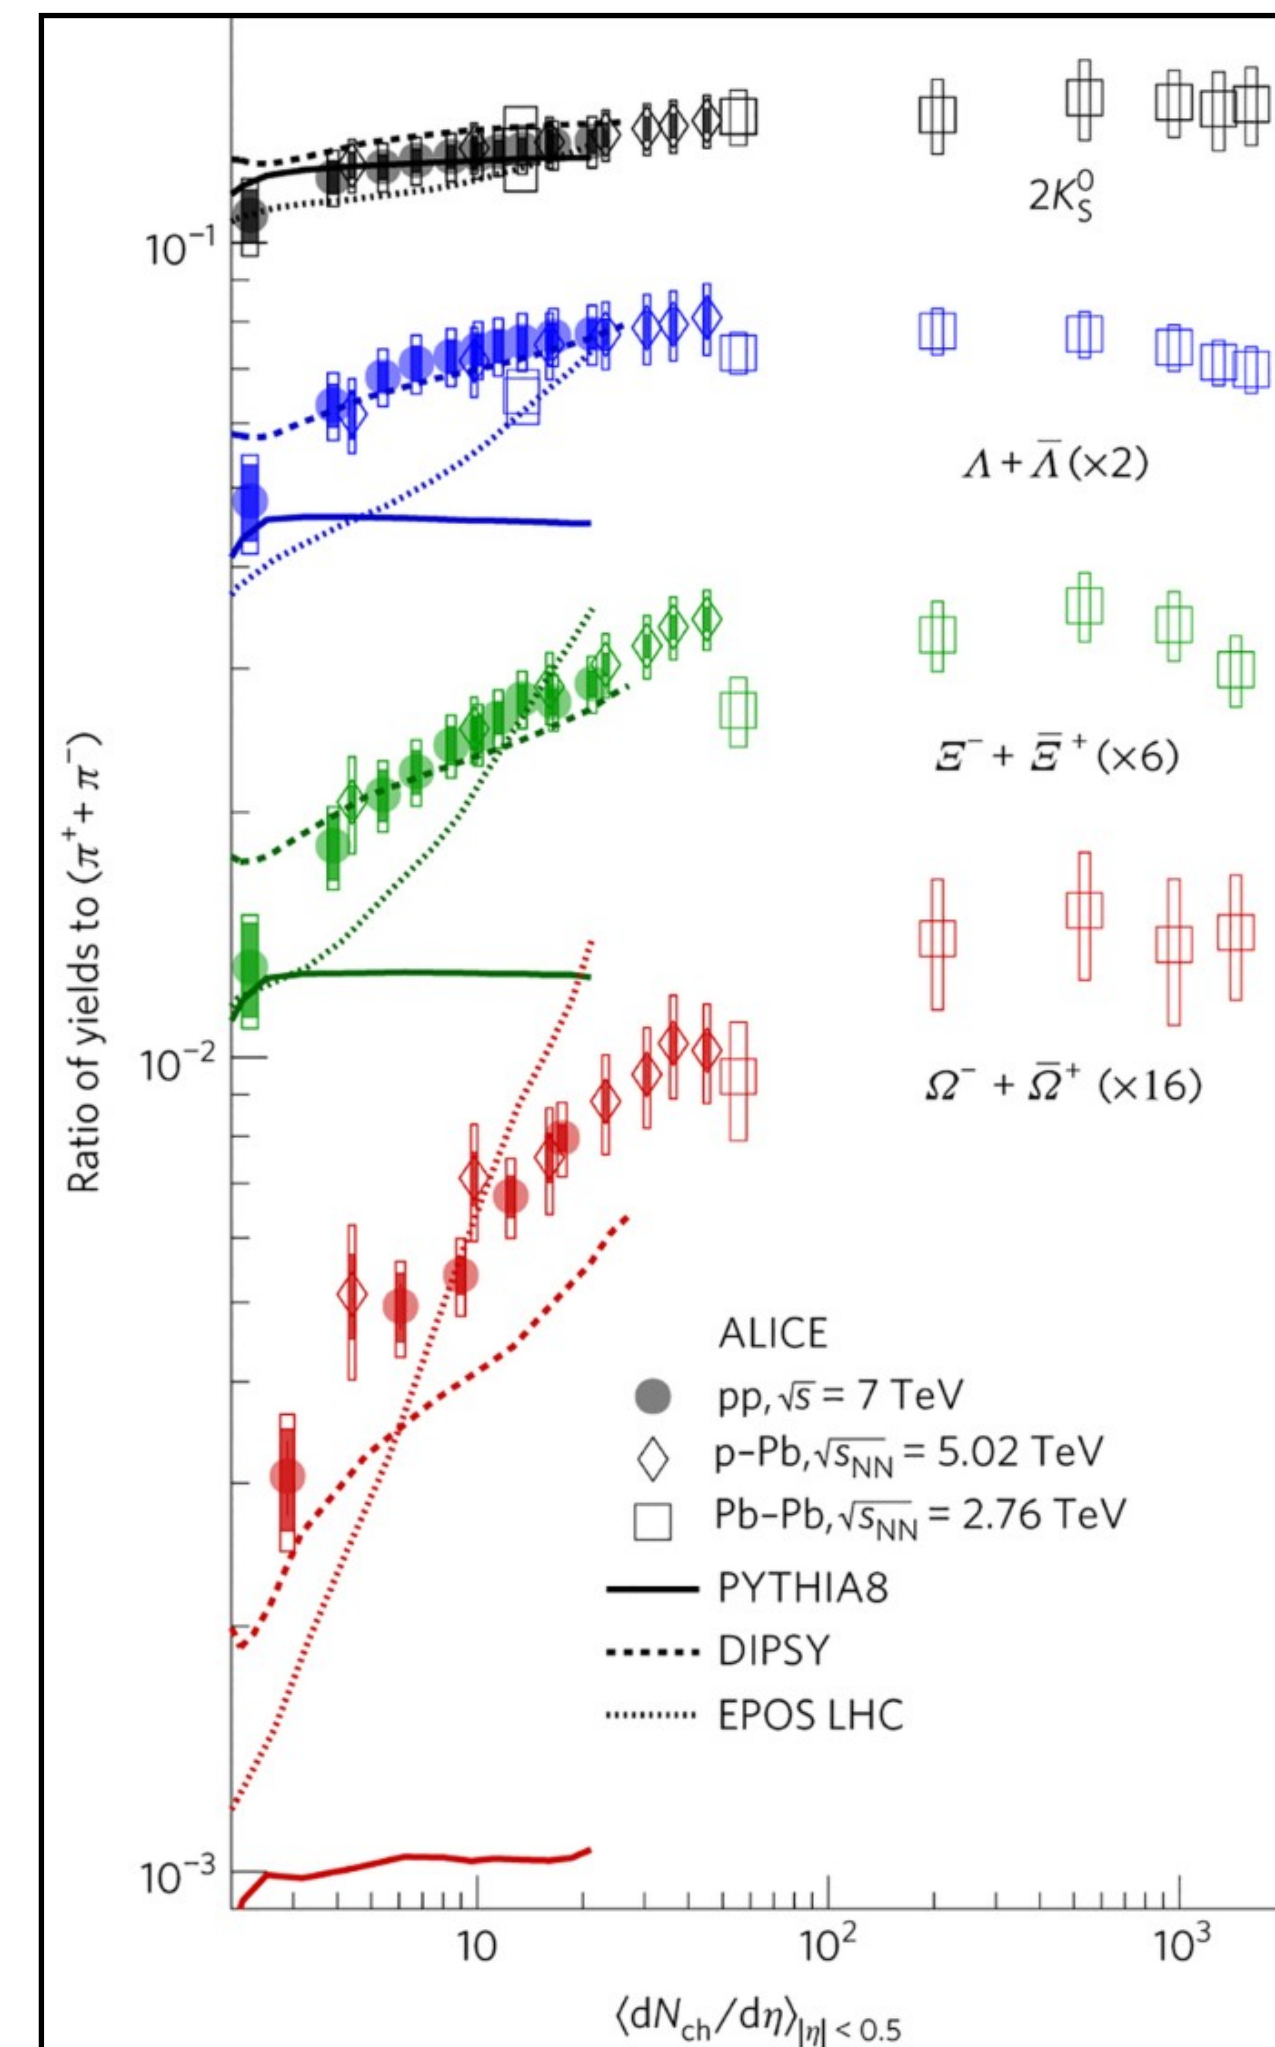 Ratio of yields to (π⁺ + π⁻)
10⁻¹
10⁻²
10⁻³
2K⁰S
Λ + Λ̅ (×2)
Ξ⁻ + Ξ̅⁺ (×6)
Ω⁻ + Ω̅⁺ (×16)
ALICE
pp, √s = 7 TeV
p–Pb, √sNN = 5.02 TeV
Pb–Pb, √sNN = 2.76 TeV
PYTHIA8
DIPSY
EPOS LHC
10 10² 10³
⟨dNch/dη⟩|η| < 0.5